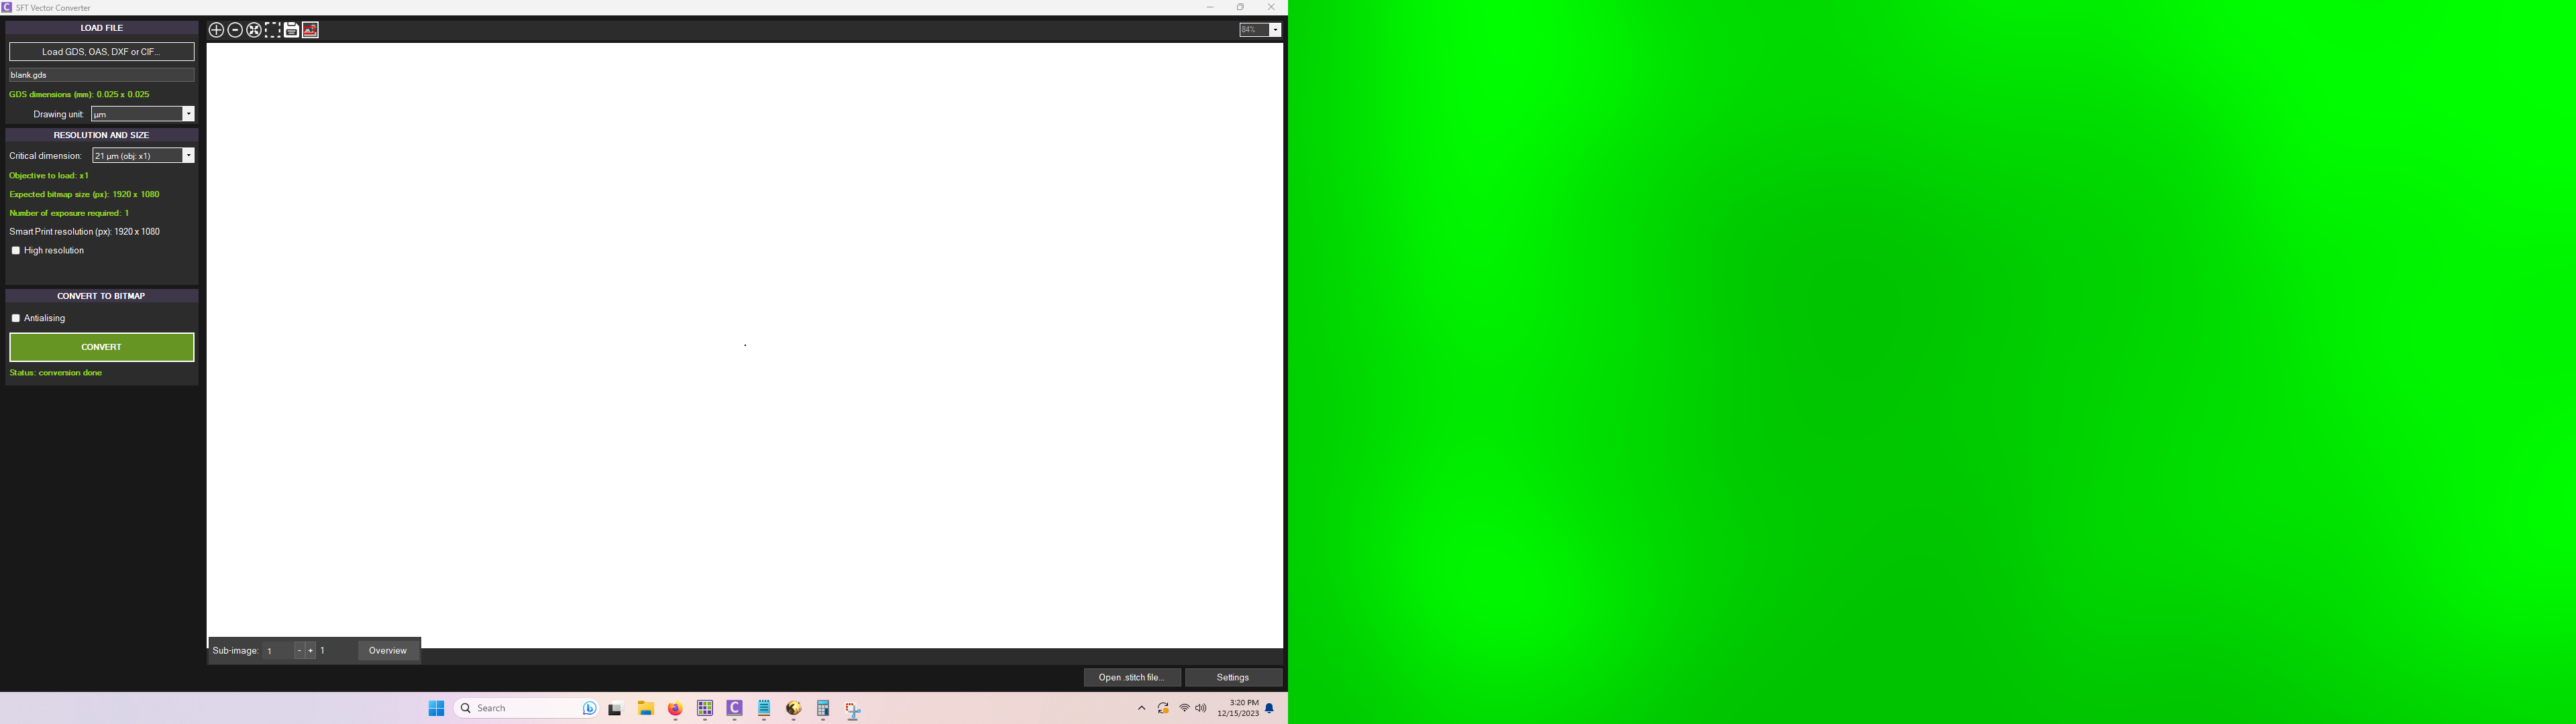 SFT Vector Converter
LOAD FILE
Load GDS, OAS, DXF or CIF...
blank.gds
GDS dimensions (mm): 0.025 x 0.025
Drawing unit: µm
RESOLUTION AND SIZE
Critical dimension: 21 µm (obj: x1)
Objective to load: x1
Expected bitmap size (px): 1920 x 1080
Number of exposure required: 1
Smart Print resolution (px): 1920 x 1080
High resolution
CONVERT TO BITMAP
Antialising
CONVERT
Status: conversion done
84%
Sub-image: 1 - + 1 Overview
Open .stitch file... Settings
Search
3:20 PM
12/15/2023